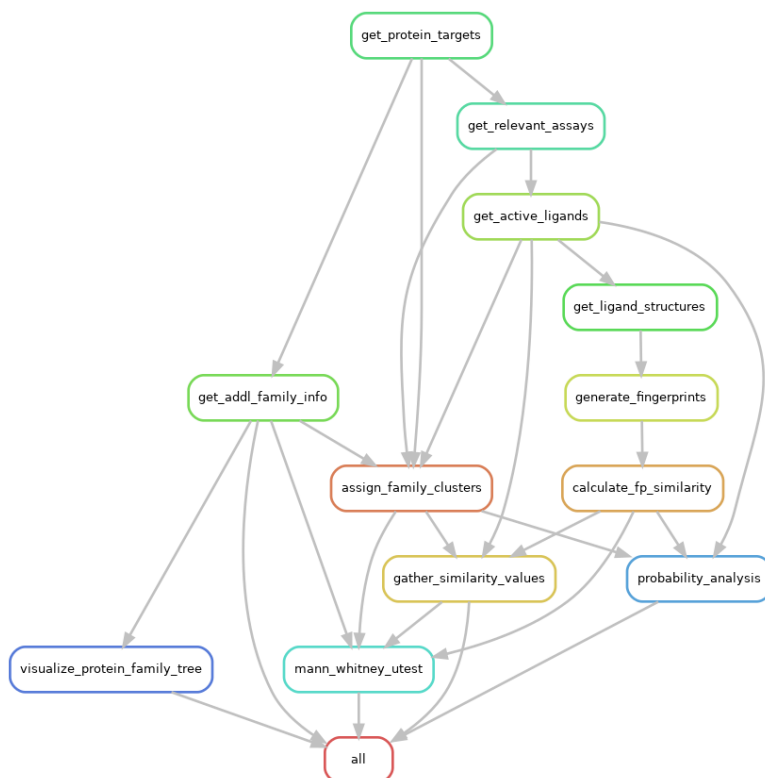 get_protein_targets
get_relevant_assays
get_active_ligands
get_ligand_structures
get_addl_family_info
generate_fingerprints
assign_family_clusters
calculate_fp_similarity
gather_similarity_values
probability_analysis
visualize_protein_family_tree
mann_whitney_utest
all